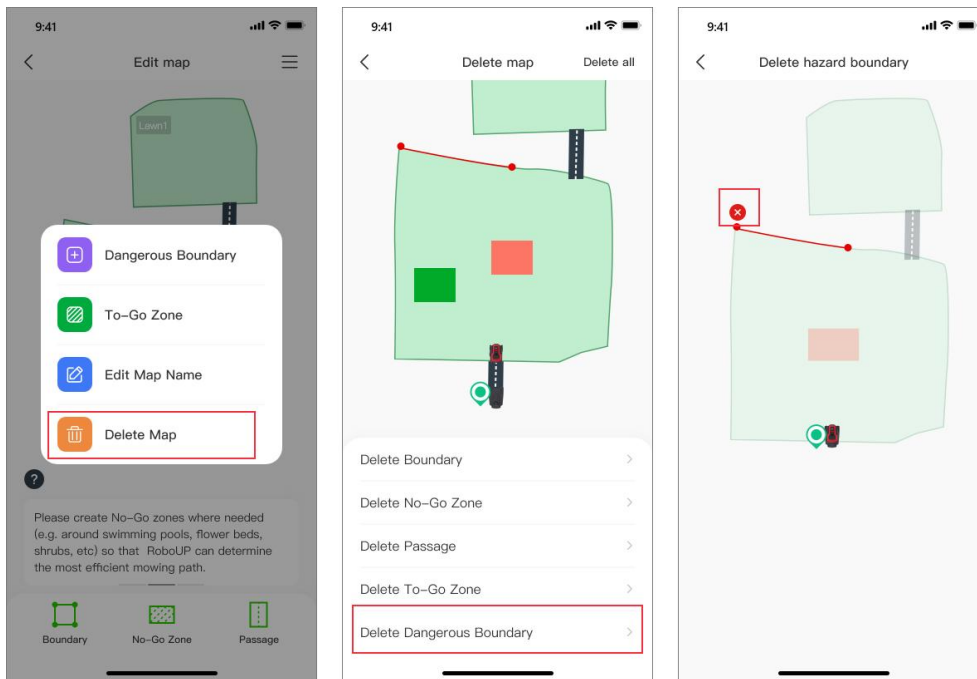 9:41
Edit map
Lawn1
Dangerous Boundary
To-Go Zone
Edit Map Name
Delete Map
?
Please create No-Go zones where needed
(e.g. around swimming pools, flower beds,
shrubs, etc) so that RoboUP can determine
the most efficient mowing path.
Boundary No-Go Zone Passage
9:41
Delete map Delete all
Delete Boundary
Delete No-Go Zone
Delete Passage
Delete To-Go Zone
Delete Dangerous Boundary
9:41
Delete hazard boundary